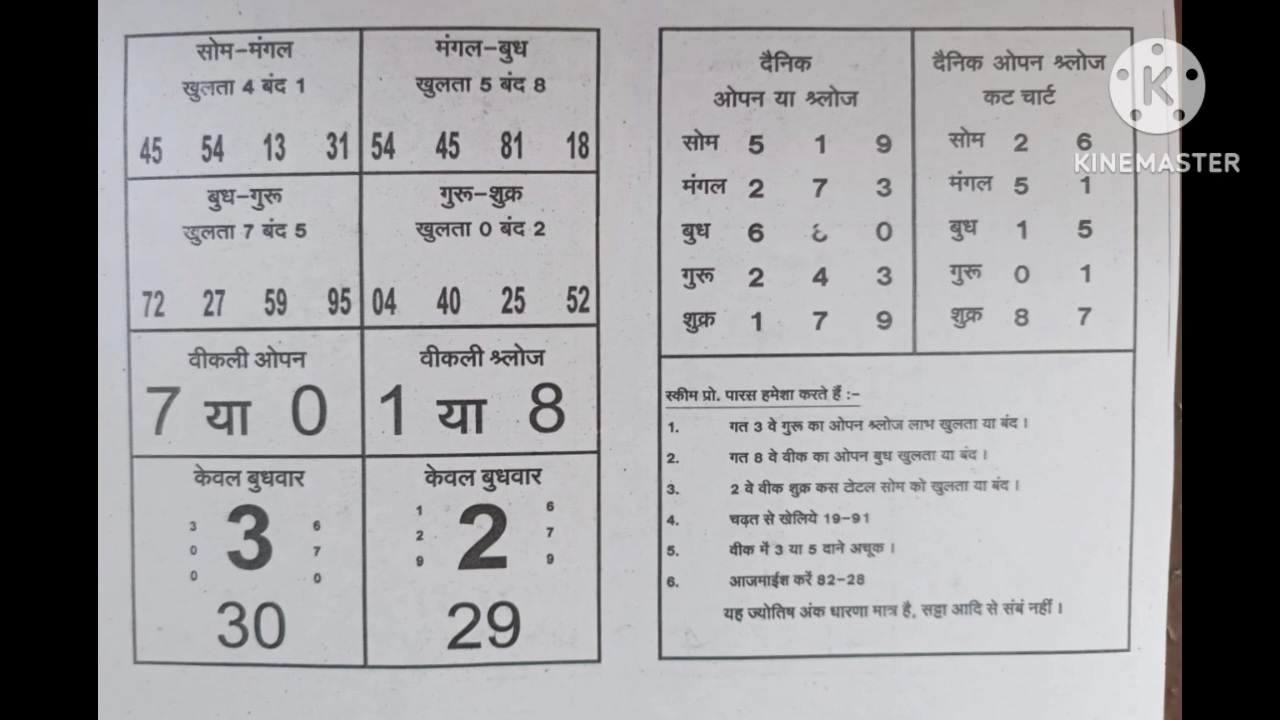 सोम-मंगल
खुलता 4 बंद 1
45 54 13 31
मंगल-बुध
खुलता 5 बंद 8
54 45 81 18
बुध-गुरू
खुलता 7 बंद 5
72 27 59 95
गुरू-शुक्र
खुलता 0 बंद 2
04 40 25 52
वीकली ओपन
7 या 0
वीकली श्लोज
1 या 8
केवल बुधवार
3
3 6
0 7
0 0
30
केवल बुधवार
2
1 6
2 7
9 9
29
दैनिक
ओपन या श्लोज
सोम 5 1 9
मंगल 2 7 3
बुध 6 0
गुरू 2 4 3
शुक्र 1 7 9
दैनिक ओपन श्लोज
कट चार्ट
सोम 2 6
मंगल 5 1
बुध 1 5
गुरू 0 1
शुक्र 8 7
स्कीम प्रो. पारस हमेशा करते हैं :-
1. गत 3 वे गुरू का ओपन श्लोज लाभ खुलता या बंद ।
2. गत 8 वे वीक का ओपन बुध खुलता या बंद ।
3. 2 वे वीक शुक्र कस टोटल सोम को खुलता या बंद ।
4. चढ़त से खेलिये 19-91
5. वीक में 3 या 5 दाने अचूक ।
6. आजमाईश करें 82-28
यह ज्योतिष अंक धारणा मात्र है, सट्टा आदि से संबं नहीं ।
K
KINEMASTER